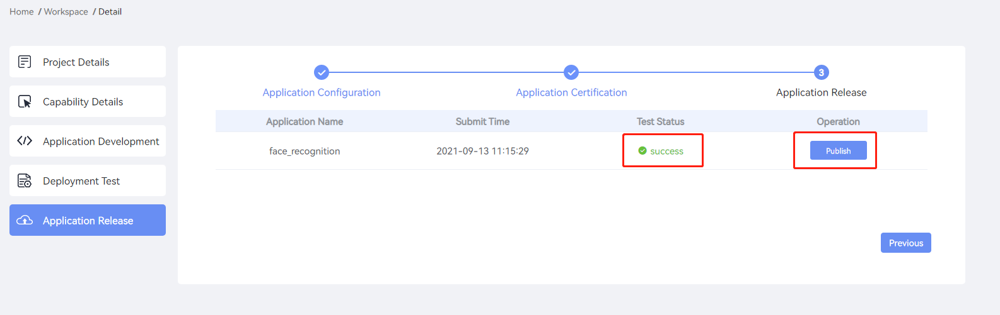 Home / Workspace / Detail
Project Details
Capability Details
Application Development
Deployment Test
Application Release
3
Application Configuration Application Certification Application Release
Application Name Submit Time Test Status Operation
face_recognition 2021-09-13 11:15:29 success Publish
Previous